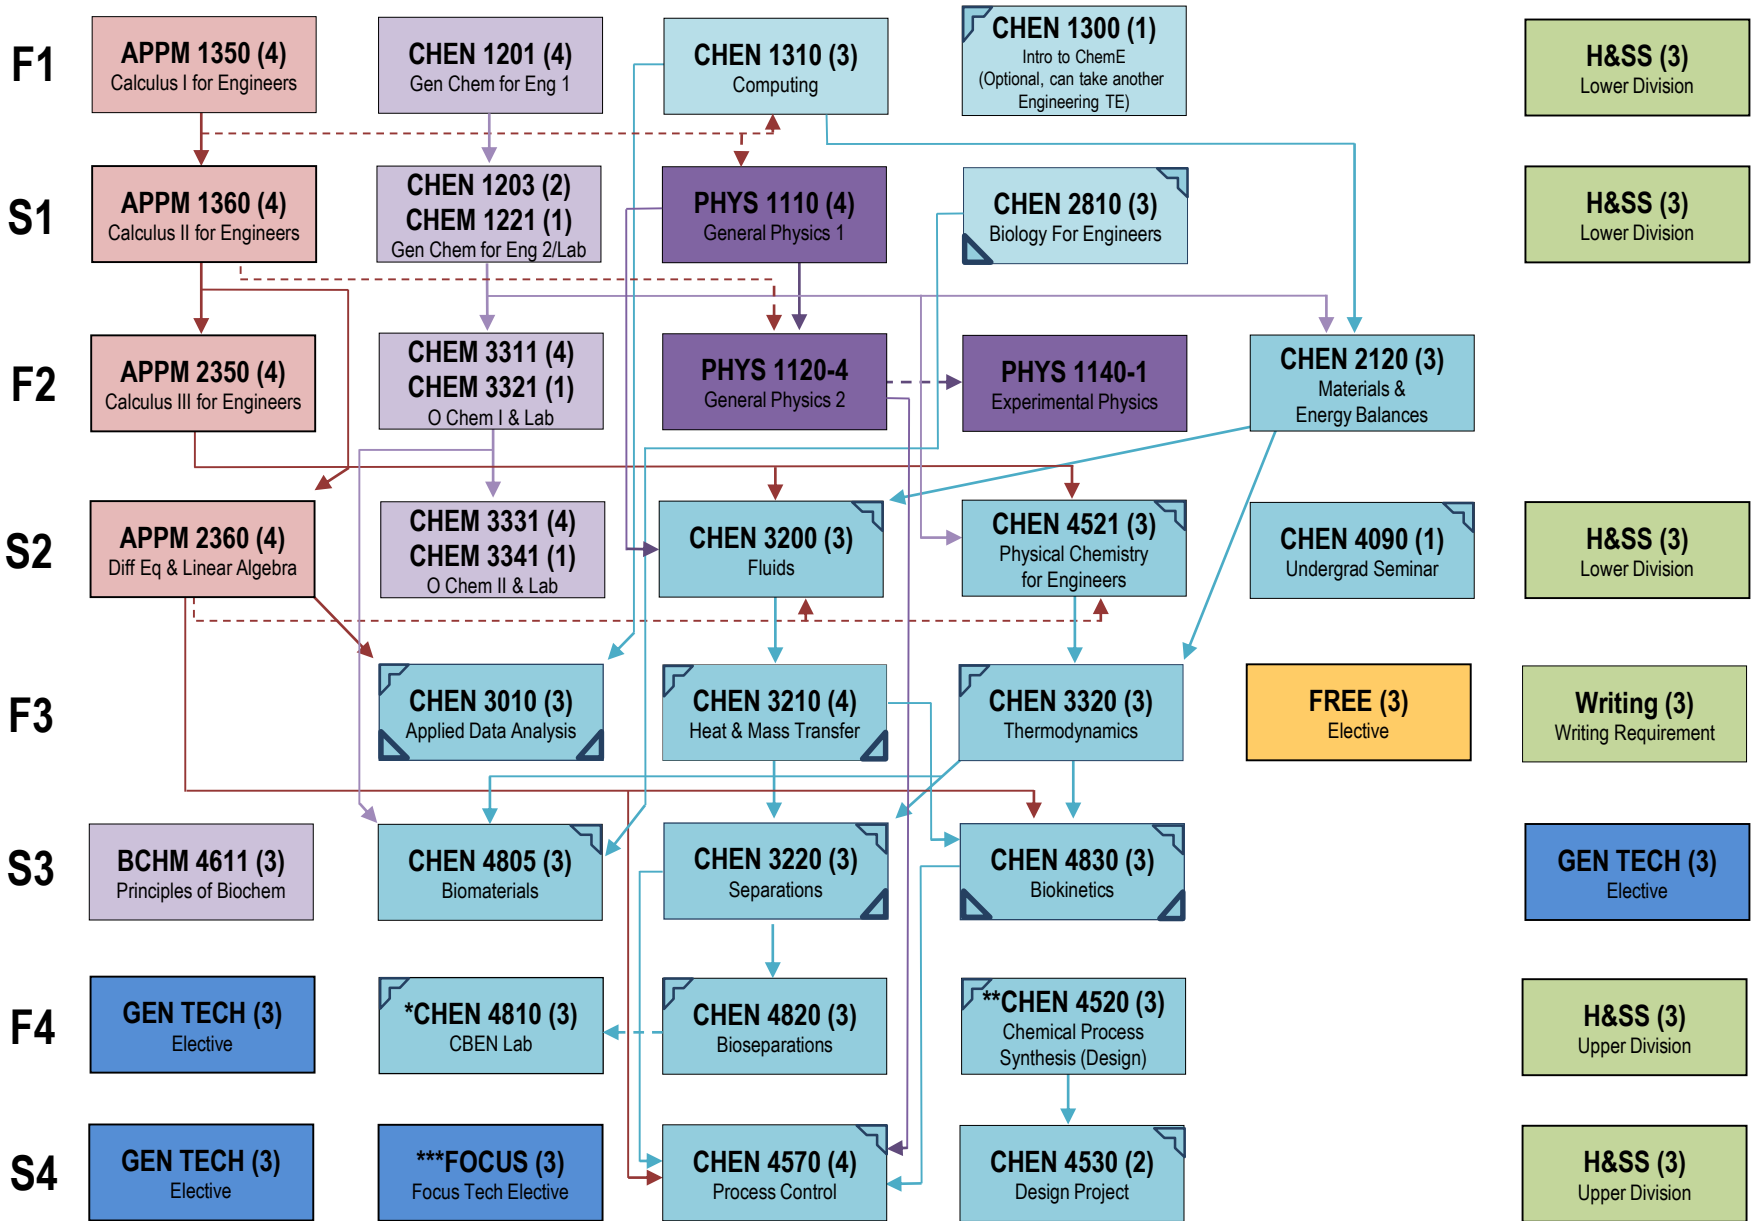 F1
APPM 1350 (4)
Calculus I for Engineers
CHEN 1201 (4)
Gen Chem for Eng 1
CHEN 1310 (3)
Computing
CHEN 1300 (1)
Intro to ChemE
(Optional, can take another
Engineering TE)
H&SS (3)
Lower Division
S1
APPM 1360 (4)
Calculus II for Engineers
CHEN 1203 (2)
CHEM 1221 (1)
Gen Chem for Eng 2/Lab
PHYS 1110 (4)
General Physics 1
CHEN 2810 (3)
Biology For Engineers
H&SS (3)
Lower Division
F2
APPM 2350 (4)
Calculus III for Engineers
CHEM 3311 (4)
CHEM 3321 (1)
O Chem I & Lab
PHYS 1120-4
General Physics 2
PHYS 1140-1
Experimental Physics
CHEN 2120 (3)
Materials &
Energy Balances
S2
APPM 2360 (4)
Diff Eq & Linear Algebra
CHEM 3331 (4)
CHEM 3341 (1)
O Chem II & Lab
CHEN 3200 (3)
Fluids
CHEN 4521 (3)
Physical Chemistry
for Engineers
CHEN 4090 (1)
Undergrad Seminar
H&SS (3)
Lower Division
F3
CHEN 3010 (3)
Applied Data Analysis
CHEN 3210 (4)
Heat & Mass Transfer
CHEN 3320 (3)
Thermodynamics
FREE (3)
Elective
Writing (3)
Writing Requirement
S3
BCHM 4611 (3)
Principles of Biochem
CHEN 4805 (3)
Biomaterials
CHEN 3220 (3)
Separations
CHEN 4830 (3)
Biokinetics
GEN TECH (3)
Elective
F4
GEN TECH (3)
Elective
*CHEN 4810 (3)
CBEN Lab
CHEN 4820 (3)
Bioseparations
**CHEN 4520 (3)
Chemical Process
Synthesis (Design)
H&SS (3)
Upper Division
S4
GEN TECH (3)
Elective
***FOCUS (3)
Focus Tech Elective
CHEN 4570 (4)
Process Control
CHEN 4530 (2)
Design Project
H&SS (3)
Upper Division